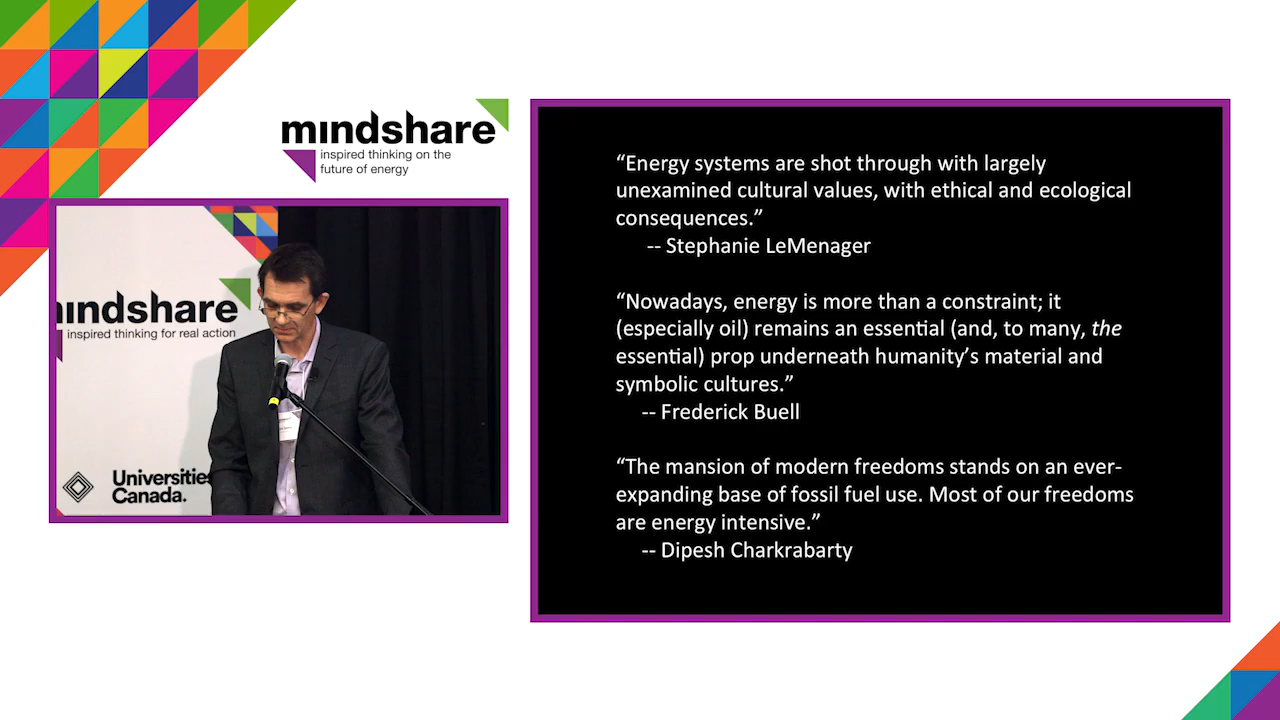 mindshare
inspired thinking on the
future of energy
indshare
inspired thinking for real action
Universities
Canada.
“Energy systems are shot through with largely
unexamined cultural values, with ethical and ecological
consequences.”
-- Stephanie LeMenager
“Nowadays, energy is more than a constraint; it
(especially oil) remains an essential (and, to many, the
essential) prop underneath humanity’s material and
symbolic cultures.”
-- Frederick Buell
“The mansion of modern freedoms stands on an ever-
expanding base of fossil fuel use. Most of our freedoms
are energy intensive.”
-- Dipesh Charkrabarty